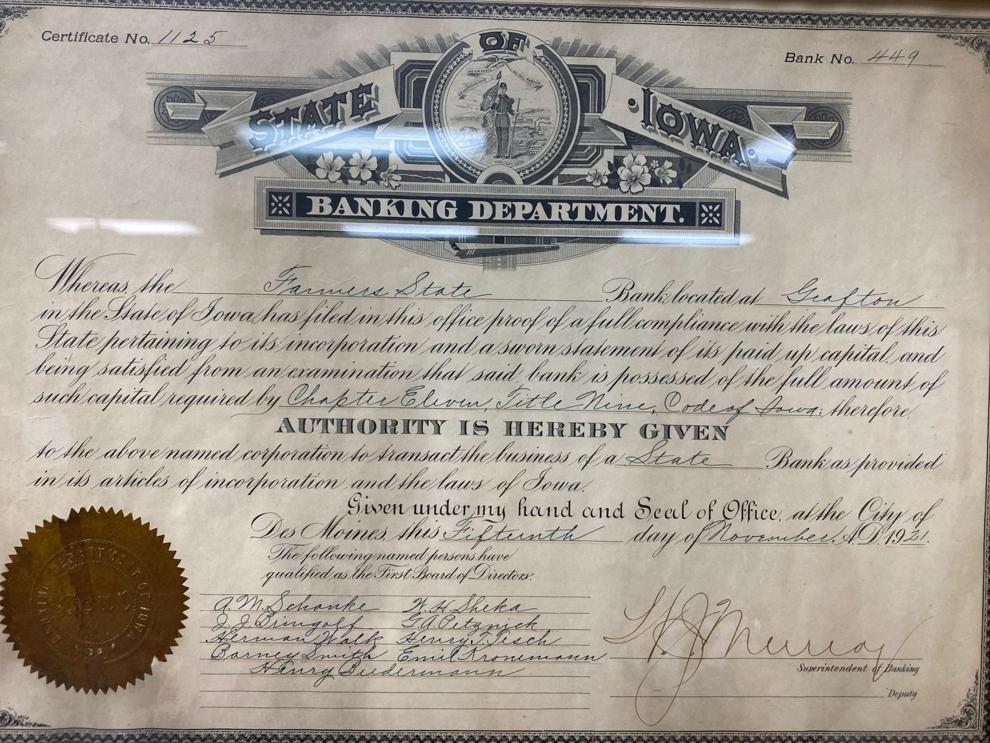 Certificate No. 1125
Bank No. 449
STATE OF IOWA.
BANKING DEPARTMENT.
Whereas, the Farmers State Bank located at Grafton
in the State of Iowa, has filed in this office proof of a full compliance with the laws of this
State pertaining to its incorporation and a sworn statement of its paid up capital, and
being satisfied from an examination that said bank is possessed of the full amount of
such capital required by Chapter Eleven, Title Nine, Code of Iowa; therefore
AUTHORITY IS HEREBY GIVEN
to the above named corporation to transact the business of a State Bank as provided
in its articles of incorporation and the laws of Iowa.
Given under my hand and Seal of Office, at the City of
Des Moines, this Fifteenth day of November A.D. 1921.
The following named persons have
qualified as the First Board of Directors:
A. M. Schanke W. H. Sheka
J. J. Bringolf G. A. Petznick
Herman Walk Henry T. Tesch
Barney Smith Emil Kronemann
Henry Biedermann
Murray
Superintendent of Banking
Deputy